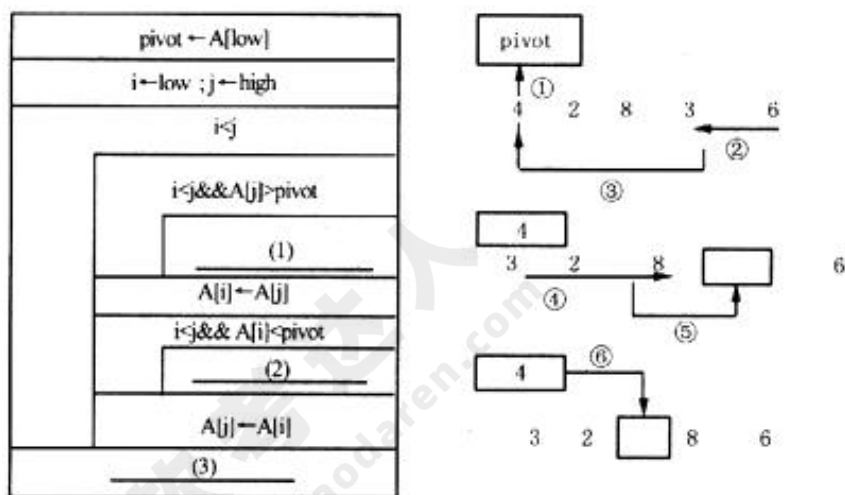 pivot←A[low]
i←low ;j←high
i<j
i<j&&A[j]>pivot
(1)
A[i]←A[j]
i<j&& A[i]<pivot
(2)
A[j]←A[i]
(3)
pivot
①
4 2 8 3 6
②
③
4
3 2 8 6
④
⑤
4
⑥
3 2 8 6